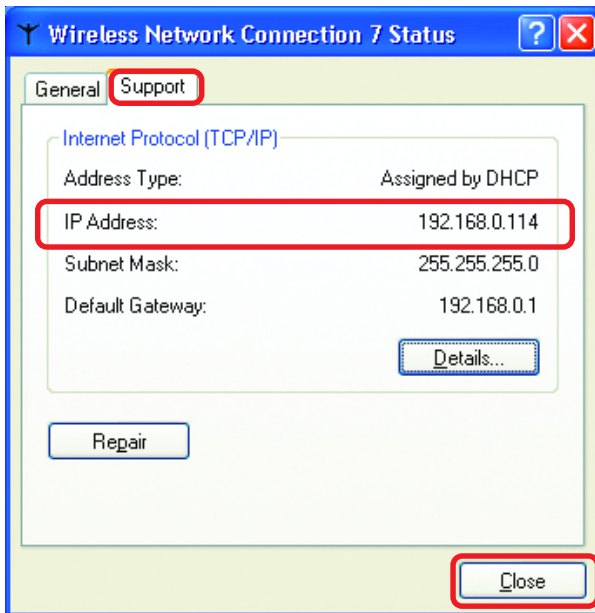 Wireless Network Connection 7 Status
?
General Support
Internet Protocol (TCP/IP)
Address Type: Assigned by DHCP
IP Address: 192.168.0.114
Subnet Mask: 255.255.255.0
Default Gateway: 192.168.0.1
Details...
Repair
Close